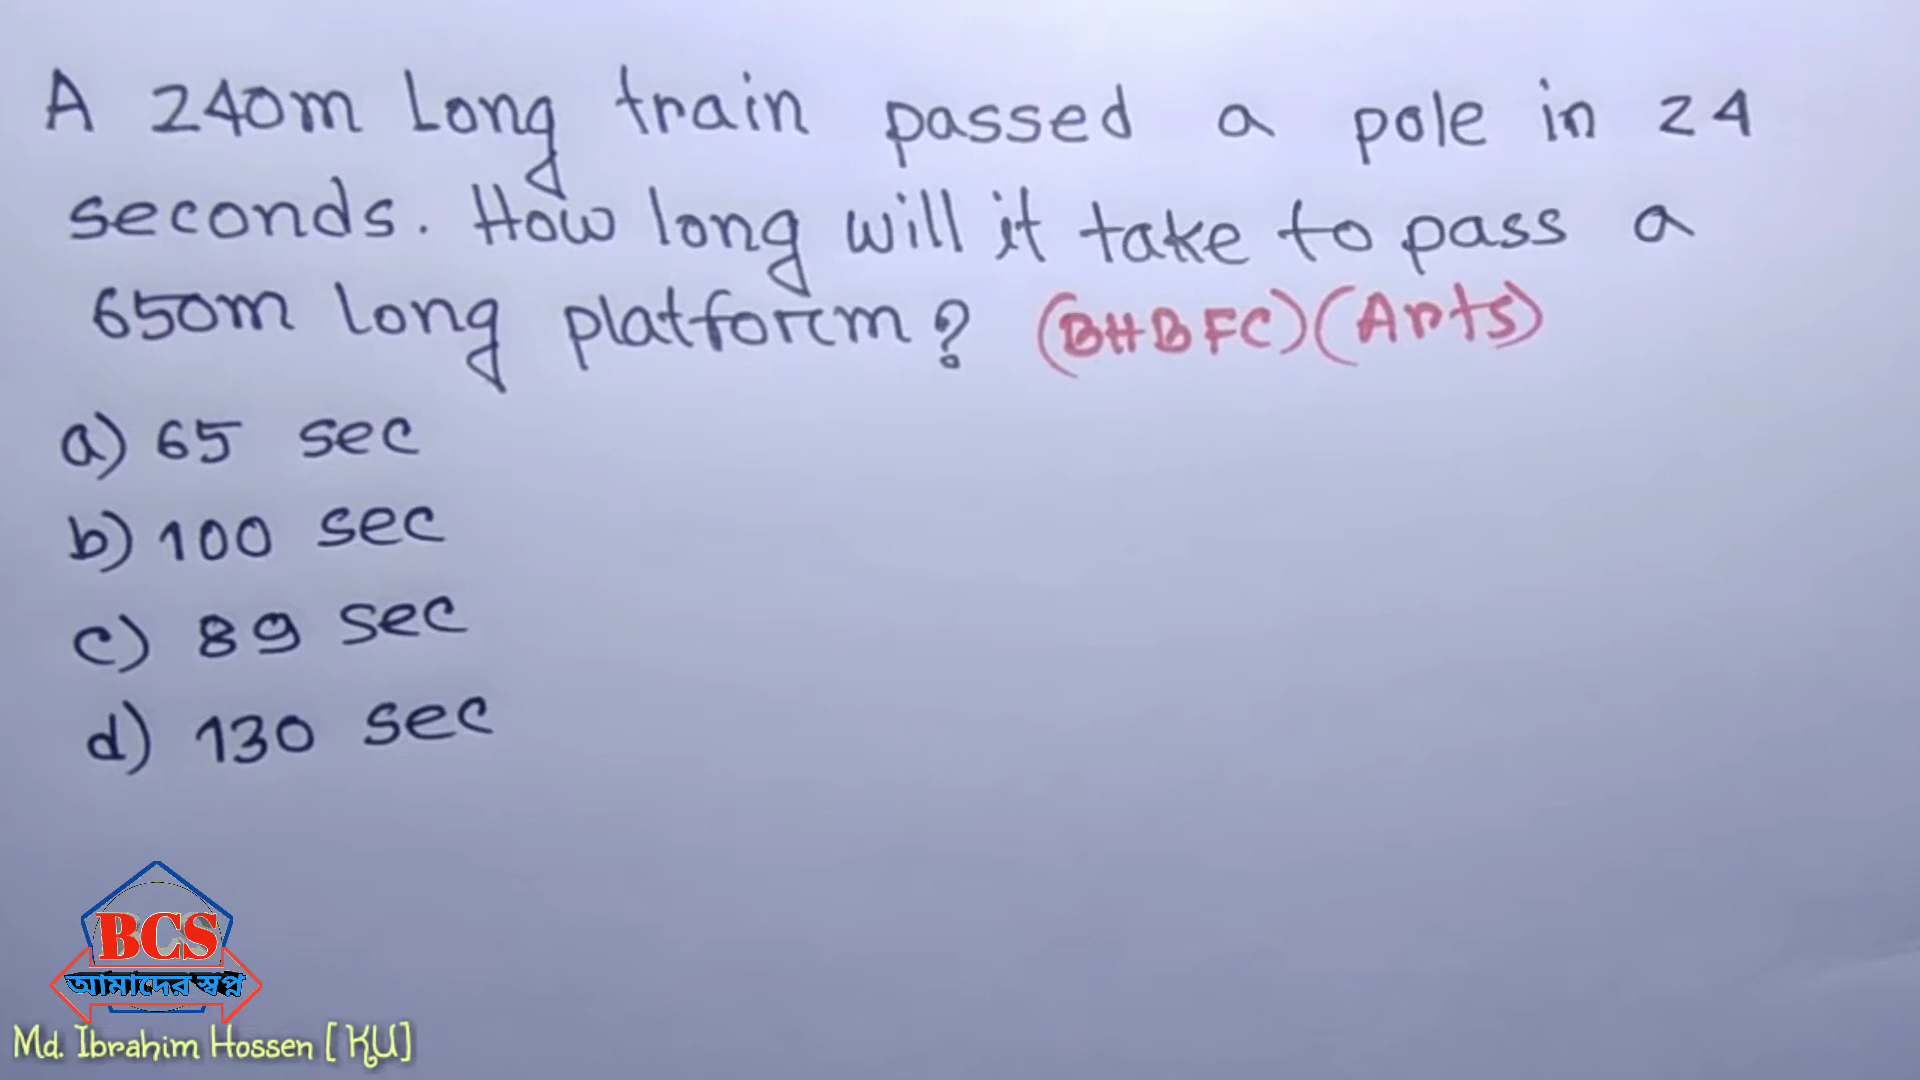 A 240m long train passed a pole in 24
seconds. How long will it take to pass a
650m long platform? (BHBFC) (Arts)
a) 65 sec
b) 100 sec
c) 89 sec
d) 130 sec
BCS
আমাদের স্বপ্ন
Md. Ibrahim Hossen [KU]